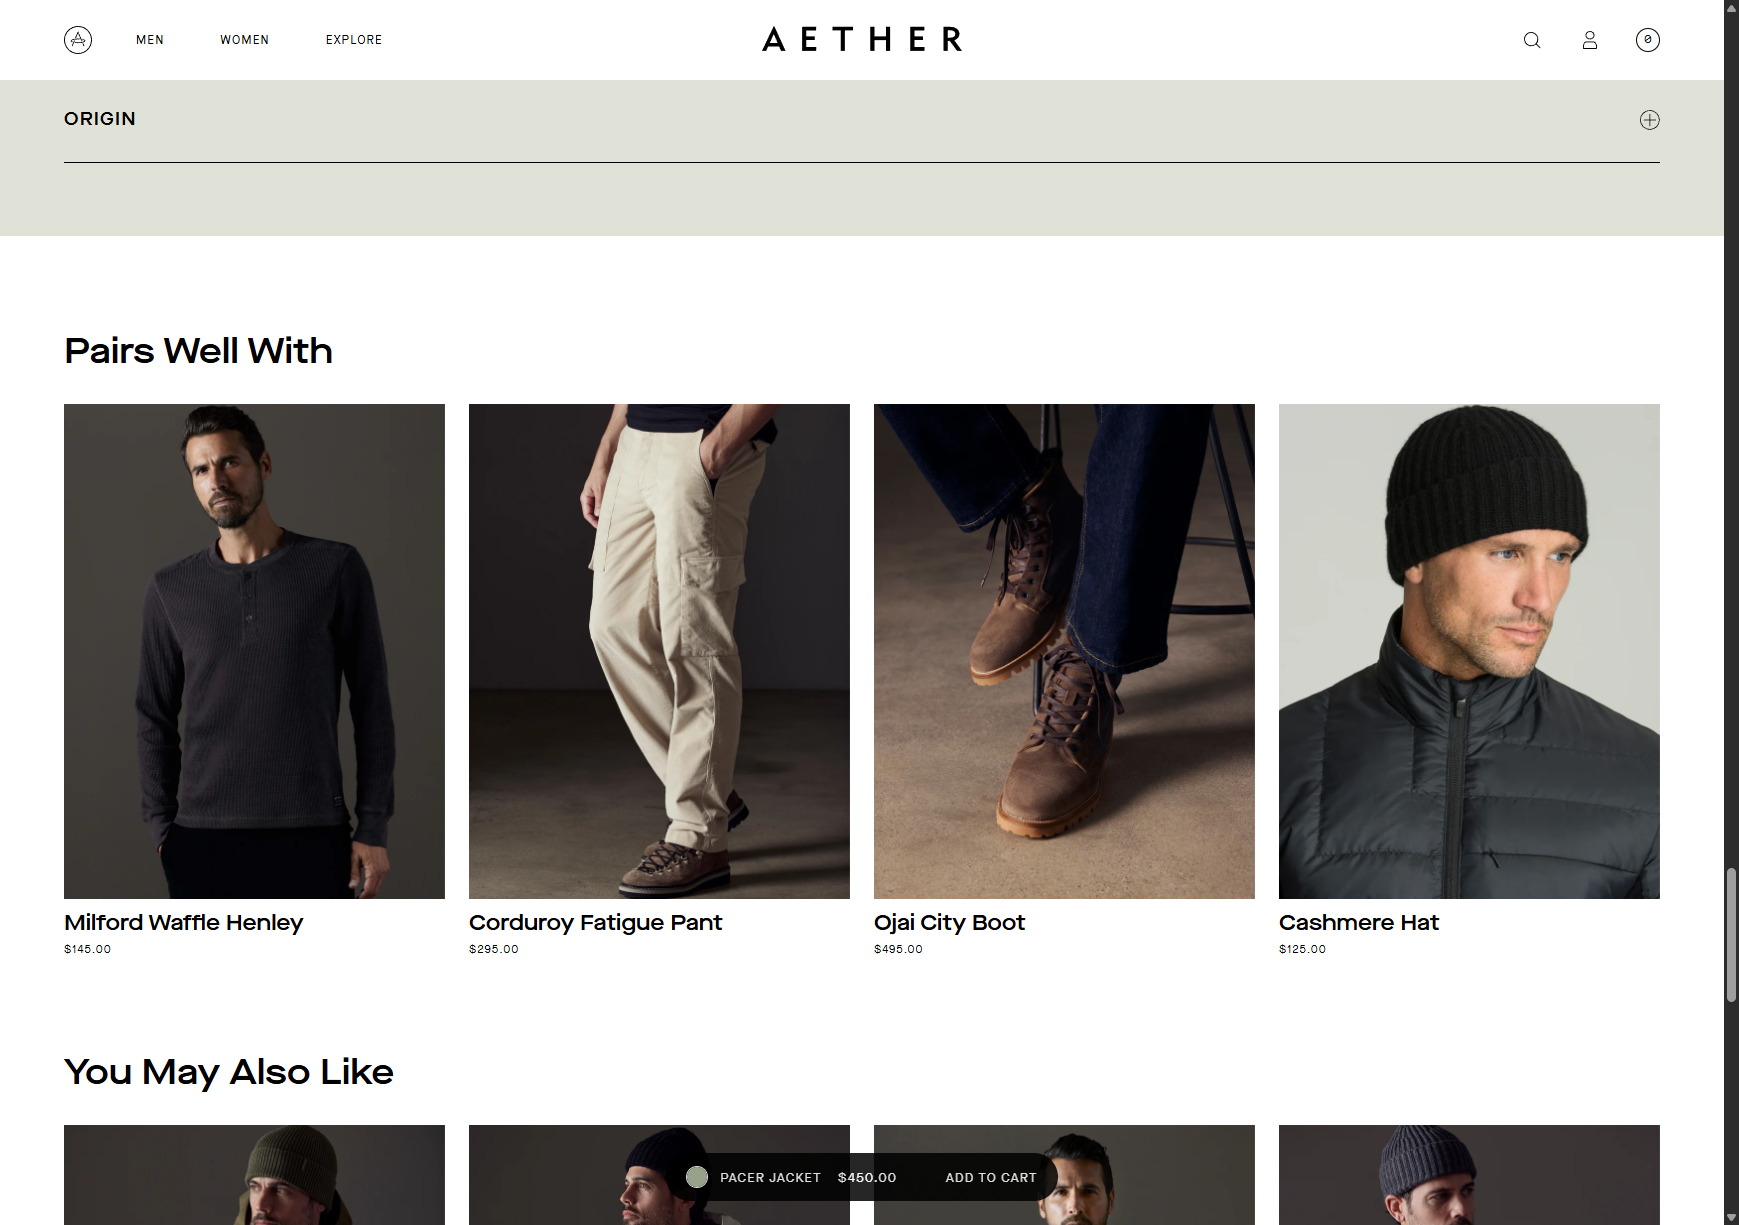 MEN WOMEN EXPLORE AETHER 0
ORIGIN
Pairs Well With
Milford Waffle Henley
$145.00
Corduroy Fatigue Pant
$295.00
Ojai City Boot
$495.00
Cashmere Hat
$125.00
You May Also Like
PACER JACKET $450.00 ADD TO CART